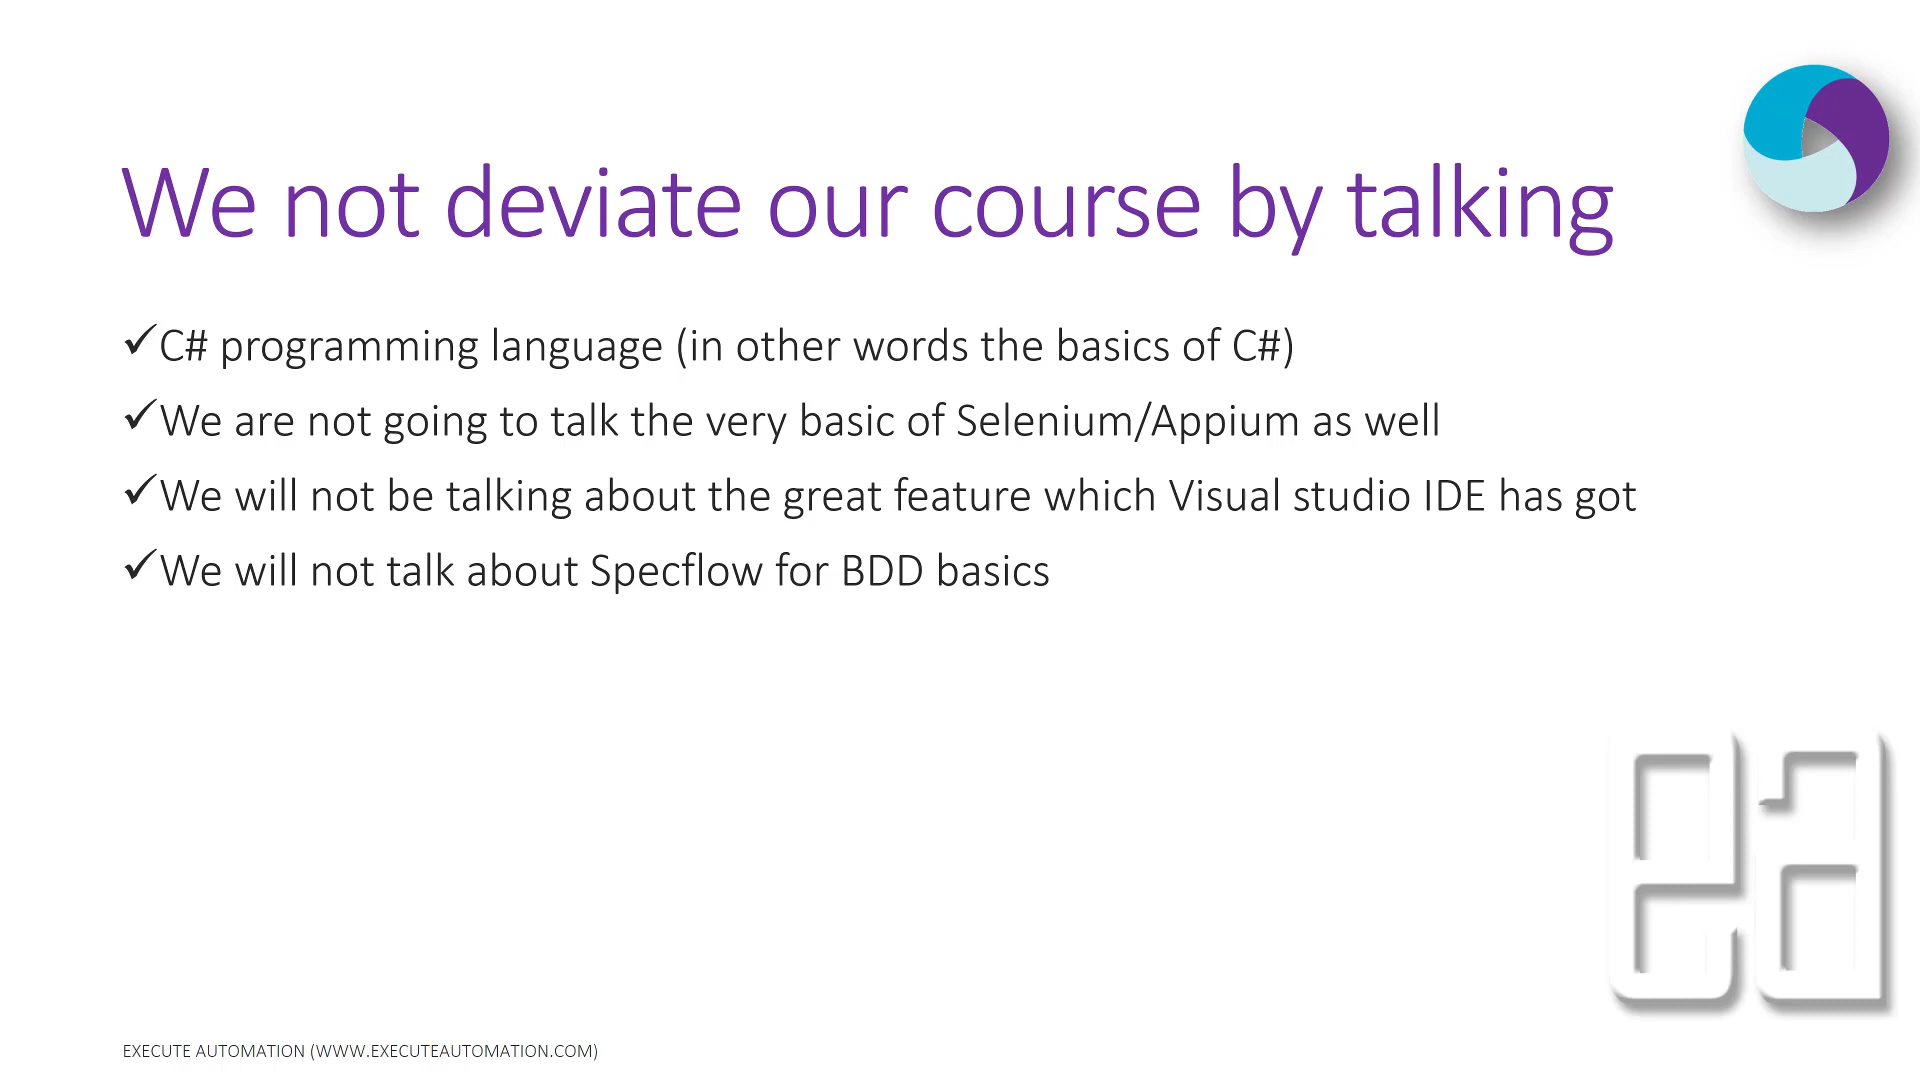 We not deviate our course by talking
✓C# programming language (in other words the basics of C#)
✓We are not going to talk the very basic of Selenium/Appium as well
✓We will not be talking about the great feature which Visual studio IDE has got
✓We will not talk about Specflow for BDD basics
ea
EXECUTE AUTOMATION (WWW.EXECUTEAUTOMATION.COM)